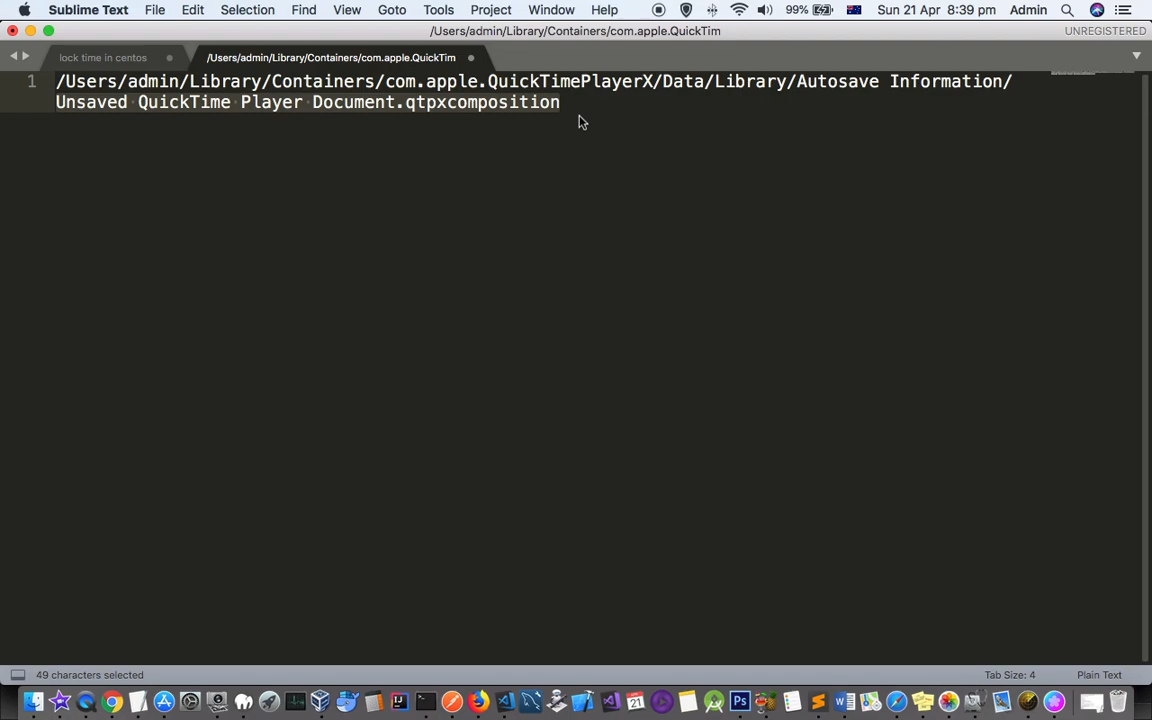 Sublime Text File Edit Selection Find View Goto Tools Project Window Help 99% Sun 21 Apr 8:39 pm Admin
/Users/admin/Library/Containers/com.apple.QuickTim UNREGISTERED
lock time in centos /Users/admin/Library/Containers/com.apple.QuickTim
1 /Users/admin/Library/Containers/com.apple.QuickTimePlayerX/Data/Library/Autosave Information/
Unsaved QuickTime Player Document.qtpxcomposition
49 characters selected Tab Size: 4 Plain Text